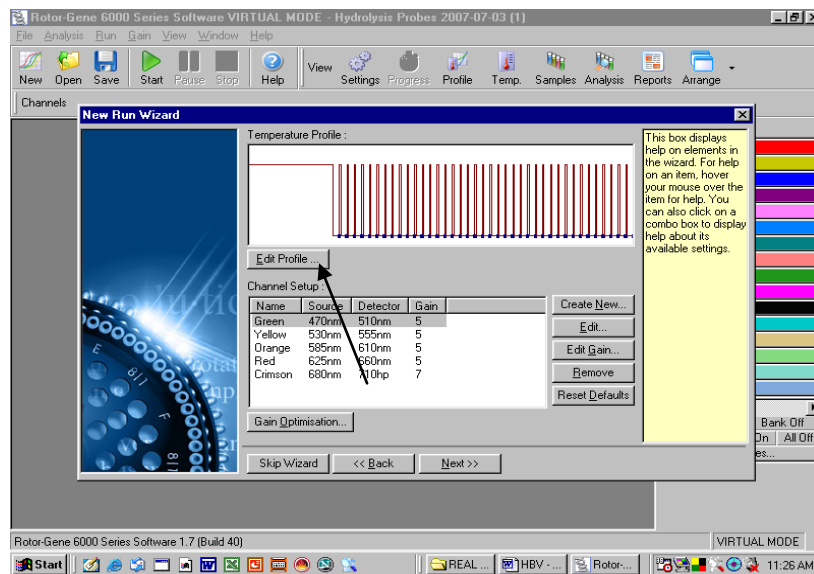 Rotor-Gene 6000 Series Software VIRTUAL MODE - Hydrolysis Probes 2007-07-03 (1)
File Analysis Run Gain View Window Help
New Open Save Start Pause Stop Help View Settings Progress Profile Temp. Samples Analysis Reports Arrange
Channels
New Run Wizard
Temperature Profile :
This box displays
help on elements in
the wizard. For help
on an item, hover
your mouse over the
item for help. You
can also click on a
combo box to display
help about its
available settings.
Edit Profile ...
Channel Setup :
Name Source Detector Gain
Green 470nm 510nm 5
Yellow 530nm 555nm 5
Orange 585nm 610nm 5
Red 625nm 660nm 5
Crimson 680nm 710hp 7
Create New...
Edit...
Edit Gain...
Remove
Reset Defaults
Gain Optimisation...
Skip Wizard << Back Next >>
Bank Off
On All Off
es...
Rotor-Gene 6000 Series Software 1.7 (Build 40) VIRTUAL MODE
Start REAL ... HBV - ... Rotor-... 11:26 AM